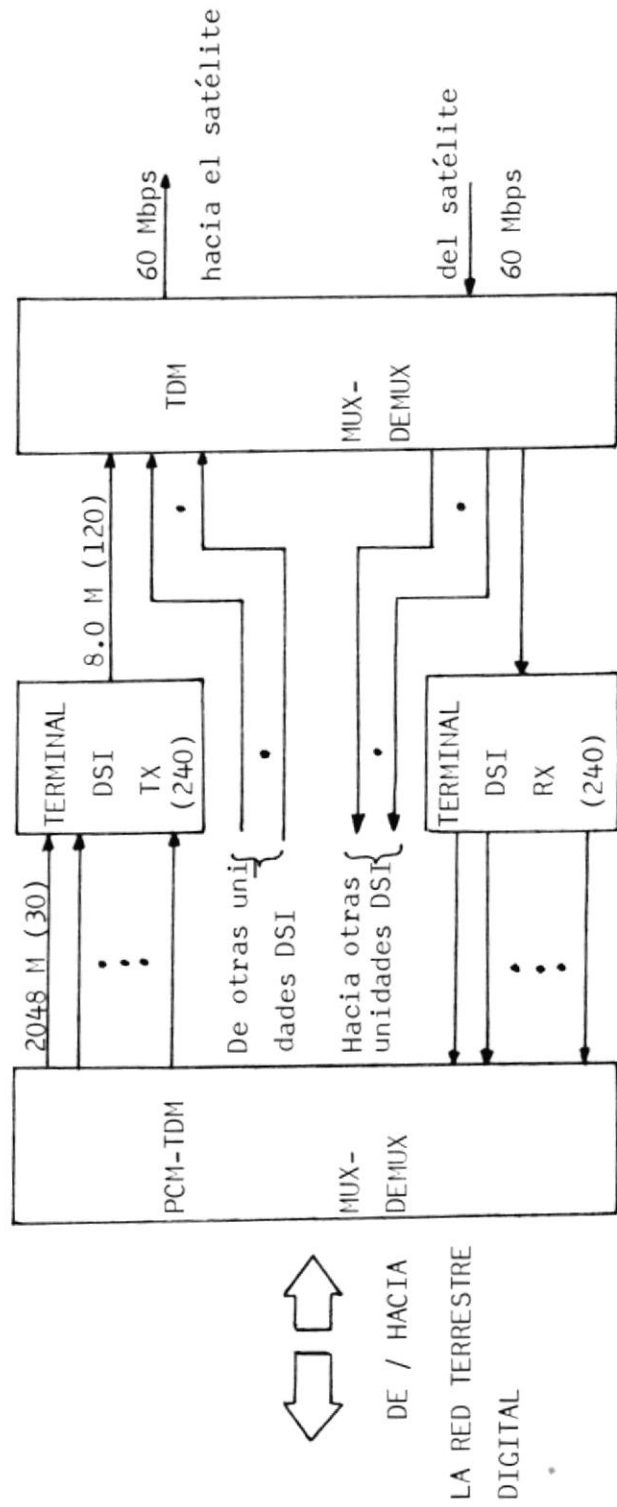 DE / HACIA
LA RED TERRESTRE
DIGITAL
PCM-TDM
MUX-
DEMUX
2048 M (30)
TERMINAL
DSI
TX
(240)
8.0 M (120)
De otras uni
dades DSI
Hacia otras
unidades DSI
TERMINAL
DSI
RX
(240)
TDM
MUX-
DEMUX
60 Mbps
hacia el satélite
del satélite
60 Mbps